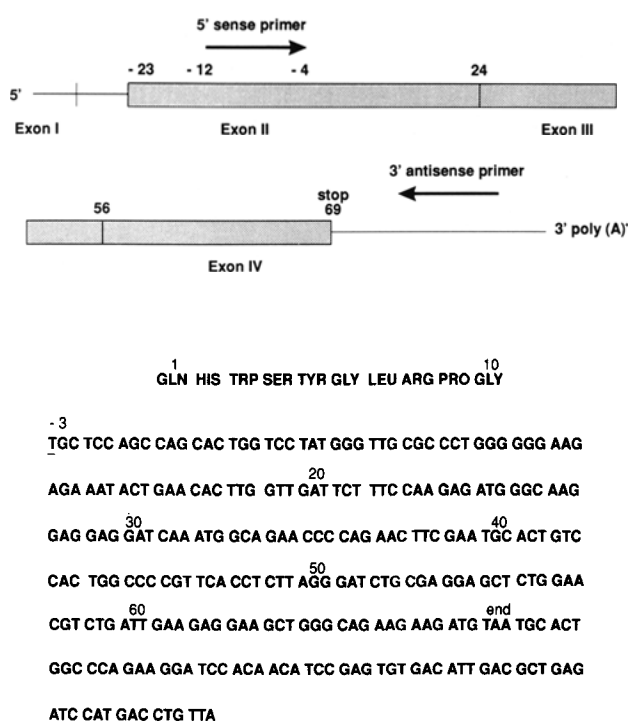 5' sense primer
- 23 - 12 - 4 24
5'
Exon I Exon II Exon III
3' antisense primer
stop
56 69
3' poly (A)+
Exon IV
1 10
GLN HIS TRP SER TYR GLY LEU ARG PRO GLY
- 3
TGC TCC AGC CAG CAC TGG TCC TAT GGG TTG CGC CCT GGG GGG AAG
20
AGA AAT ACT GAA CAC TTG GTT GAT TCT TTC CAA GAG ATG GGC AAG
30 40
GAG GAG GAT CAA ATG GCA GAA CCC CAG AAC TTC GAA TGC ACT GTC
50
CAC TGG CCC CGT TCA CCT CTT AGG GAT CTG CGA GGA GCT CTG GAA
60 end
CGT CTG ATT GAA GAG GAA GCT GGG CAG AAG AAG ATG TAA TGC ACT
GGC CCA GAA GGA TCC ACA ACA TCC GAG TGT GAC ATT GAC GCT GAG
ATC CAT GAC CTG TTA